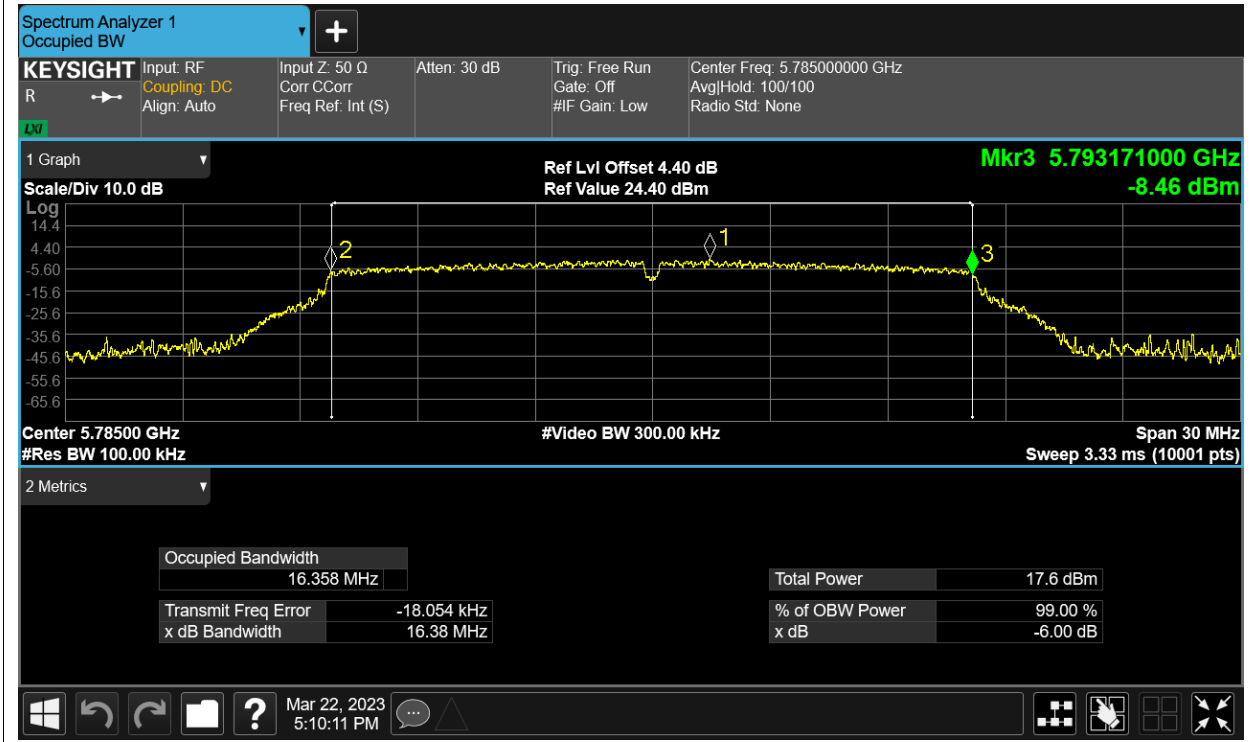 Spectrum Analyzer 1
Occupied BW
KEYSIGHT
R
LXI
Input: RF
Coupling: DC
Align: Auto
Input Z: 50 Ω
Corr CCorr
Freq Ref: Int (S)
Atten: 30 dB
Trig: Free Run
Gate: Off
#IF Gain: Low
Center Freq: 5.785000000 GHz
Avg|Hold: 100/100
Radio Std: None
1 Graph
Scale/Div 10.0 dB
Ref Lvl Offset 4.40 dB
Ref Value 24.40 dBm
Mkr3 5.793171000 GHz
-8.46 dBm
Log
14.4
4.40
-5.60
-15.6
-25.6
-35.6
-45.6
-55.6
-65.6
2
1
3
Center 5.78500 GHz
#Res BW 100.00 kHz
#Video BW 300.00 kHz
Span 30 MHz
Sweep 3.33 ms (10001 pts)
2 Metrics
Occupied Bandwidth
16.358 MHz
Transmit Freq Error -18.054 kHz
x dB Bandwidth 16.38 MHz
Total Power 17.6 dBm
% of OBW Power 99.00 %
x dB -6.00 dB
?
Mar 22, 2023
5:10:11 PM